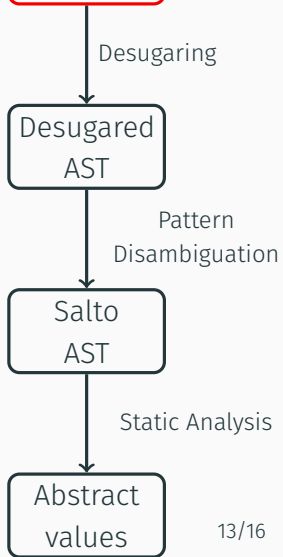 Desugaring
Desugared
AST
Pattern
Disambiguation
Salto
AST
Static Analysis
Abstract
values
13/16